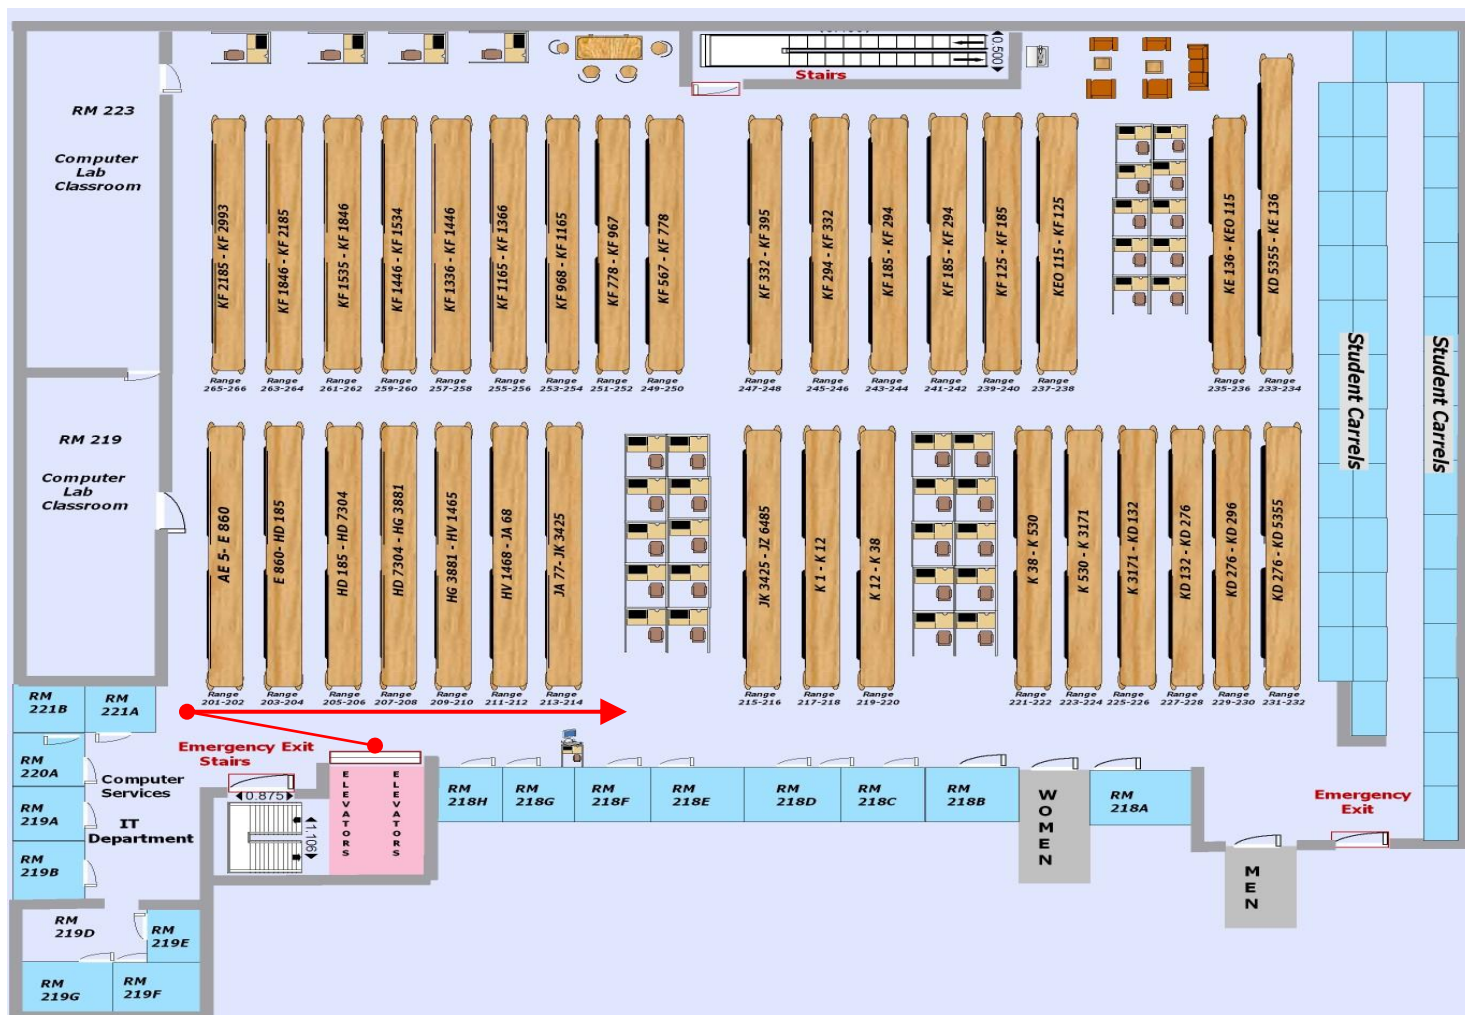 Stairs
0.500
RM 223
Computer
Lab
Classroom
KF 2185 - KF 2993
KF 1846 - KF 2185
KF 1535 - KF 1846
KF 1446 - KF 1534
KF 1336 - KF 1446
KF 1165 - KF 1366
KF 968 - KF 1165
KF 778 - KF 967
KF 567 - KF 778
KF 332 - KF 395
KF 294 - KF 332
KF 185 - KF 294
KF 185 - KF 294
KF 125 - KF 185
KEO 115 - KF 125
KE 136 - KEO 115
KD 5355 - KE 136
Range
265-266
Range
263-264
Range
261-262
Range
259-260
Range
257-258
Range
255-256
Range
253-254
Range
251-252
Range
249-250
Range
247-248
Range
245-246
Range
243-244
Range
241-242
Range
239-240
Range
237-238
Range
235-236
Range
233-234
Student Carrels
Student Carrels
RM 219
Computer
Lab
Classroom
AE 5- E 860
E 860- HD 185
HD 185 - HD 7304
HD 7304 - HG 3881
HG 3881 - HV 1465
HV 1468 - JA 68
JA 77- JK 3425
JK 3425 - JZ 6485
K 1 - K 12
K 12 - K 38
K 38 - K 530
K 530 - K 3171
K 3171 - KD 132
KD 132 - KD 276
KD 276 - KD 296
KD 276 - KD 5355
Range
201-202
Range
203-204
Range
205-206
Range
207-208
Range
209-210
Range
211-212
Range
213-214
Range
215-216
Range
217-218
Range
219-220
Range
221-222
Range
223-224
Range
225-226
Range
227-228
Range
229-230
Range
231-232
RM
221B
RM
221A
Emergency Exit
Stairs
RM
220A
Computer
Services
RM
219A
IT
Department
RM
219B
0.875
1.106
ELEVATORS
ELEVATORS
RM
218H
RM
218G
RM
218F
RM
218E
RM
218D
RM
218C
RM
218B
WOMEN
RM
218A
Emergency
Exit
MEN
RM
219D
RM
219E
RM
219G
RM
219F